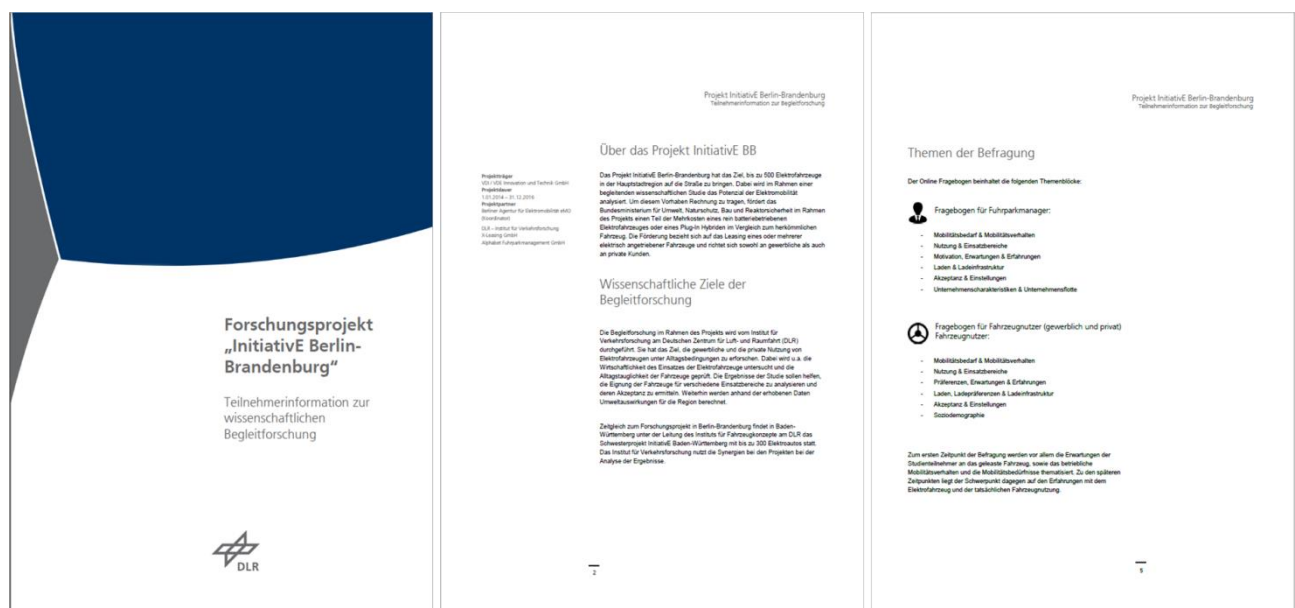 Forschungsprojekt
„InitiativE Berlin-
Brandenburg“
Teilnehmerinformation zur
wissenschaftlichen
Begleitforschung
DLR
Projekt InitiativE Berlin-Brandenburg
Teilnehmerinformation zur Begleitforschung
Projektträger
VDI / VDE Innovation und Technik GmbH
Projektdauer
1.01.2014 – 31.12.2016
Projektpartner
Berliner Agentur für Elektromobilität eMO
(Koordinator)
DLR – Institut für Verkehrsforschung
X-Leasing GmbH
Alphabet Fuhrparkmanagement GmbH
Über das Projekt InitiativE BB
Das Projekt InitiativE Berlin-Brandenburg hat das Ziel, bis zu 500 Elektrofahrzeuge
in der Hauptstadtregion auf die Straße zu bringen. Dabei wird im Rahmen einer
begleitenden wissenschaftlichen Studie das Potenzial der Elektromobilität
analysiert. Um diesem Vorhaben Rechnung zu tragen, fördert das
Bundesministerium für Umwelt, Naturschutz, Bau und Reaktorsicherheit im Rahmen
des Projekts einen Teil der Mehrkosten eines rein batteriebetriebenen
Elektrofahrzeuges oder eines Plug-In Hybriden im Vergleich zum herkömmlichen
Fahrzeug. Die Förderung bezieht sich auf das Leasing eines oder mehrerer
elektrisch angetriebener Fahrzeuge und richtet sich sowohl an gewerbliche als auch
an private Kunden.
Wissenschaftliche Ziele der
Begleitforschung
Die Begleitforschung im Rahmen des Projekts wird vom Institut für
Verkehrsforschung am Deutschen Zentrum für Luft- und Raumfahrt (DLR)
durchgeführt. Sie hat das Ziel, die gewerbliche und die private Nutzung von
Elektrofahrzeugen unter Alltagsbedingungen zu erforschen. Dabei wird u.a. die
Wirtschaftlichkeit des Einsatzes der Elektrofahrzeuge untersucht und die
Alltagstauglichkeit der Fahrzeuge geprüft. Die Ergebnisse der Studie sollen helfen,
die Eignung der Fahrzeuge für verschiedene Einsatzbereiche zu analysieren und
deren Akzeptanz zu ermitteln. Weiterhin werden anhand der erhobenen Daten
Umweltauswirkungen für die Region berechnet.
Zeitgleich zum Forschungsprojekt in Berlin-Brandenburg findet in Baden-
Württemberg unter der Leitung des Instituts für Fahrzeugkonzepte am DLR das
Schwesterprojekt InitiativE Baden-Württemberg mit bis zu 300 Elektroautos statt.
Das Institut für Verkehrsforschung nutzt die Synergien bei den Projekten bei der
Analyse der Ergebnisse.
2
Projekt InitiativE Berlin-Brandenburg
Teilnehmerinformation zur Begleitforschung
Themen der Befragung
Der Online Fragebogen beinhaltet die folgenden Themenblöcke:
Fragebogen für Fuhrparkmanager:
- Mobilitätsbedarf & Mobilitätsverhalten
- Nutzung & Einsatzbereiche
- Motivation, Erwartungen & Erfahrungen
- Laden & Ladeinfrastruktur
- Akzeptanz & Einstellungen
- Unternehmenscharakteristiken & Unternehmensflotte
Fragebogen für Fahrzeugnutzer (gewerblich und privat)
Fahrzeugnutzer:
- Mobilitätsbedarf & Mobilitätsverhalten
- Nutzung & Einsatzbereiche
- Präferenzen, Erwartungen & Erfahrungen
- Laden, Ladepräferenzen & Ladeinfrastruktur
- Akzeptanz & Einstellungen
- Soziodemographie
Zum ersten Zeitpunkt der Befragung werden vor allem die Erwartungen der
Studienteilnehmer an das geleaste Fahrzeug, sowie das betriebliche
Mobilitätsverhalten und die Mobilitätsbedürfnisse thematisiert. Zu den späteren
Zeitpunkten liegt der Schwerpunkt dagegen auf den Erfahrungen mit dem
Elektrofahrzeug und der tatsächlichen Fahrzeugnutzung.
5